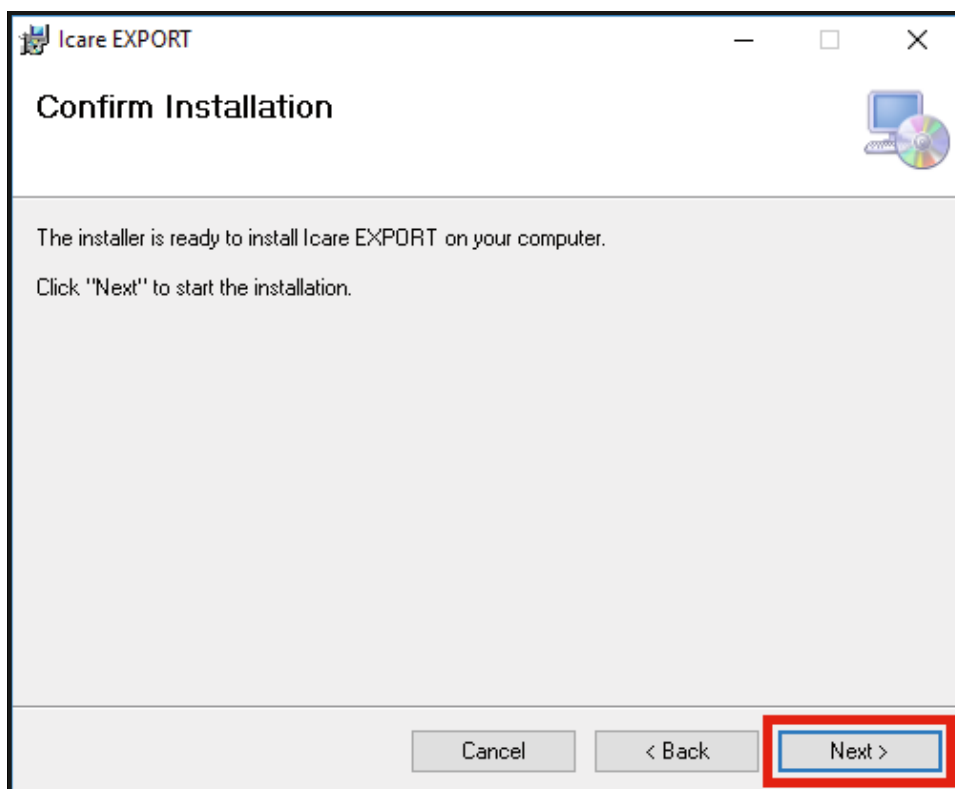 Icare EXPORT
Confirm Installation
The installer is ready to install Icare EXPORT on your computer.
Click "Next" to start the installation.
Cancel
< Back
Next >